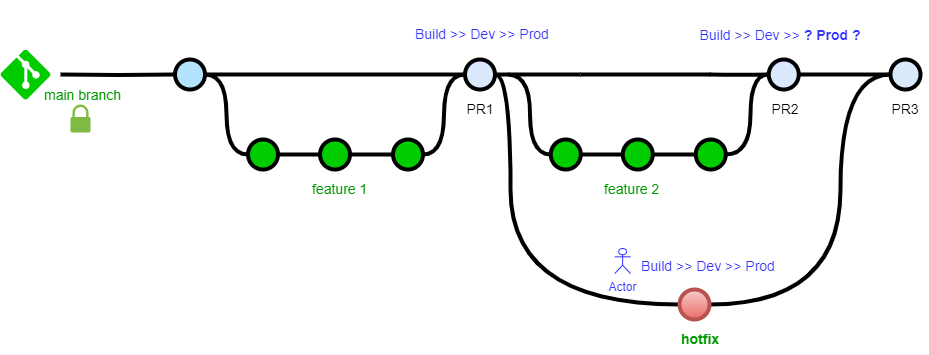 Build >> Dev >> Prod
Build >> Dev >> ? Prod ?
main branch
PR1
PR2
PR3
feature 1
feature 2
Build >> Dev >> Prod
Actor
hotfix